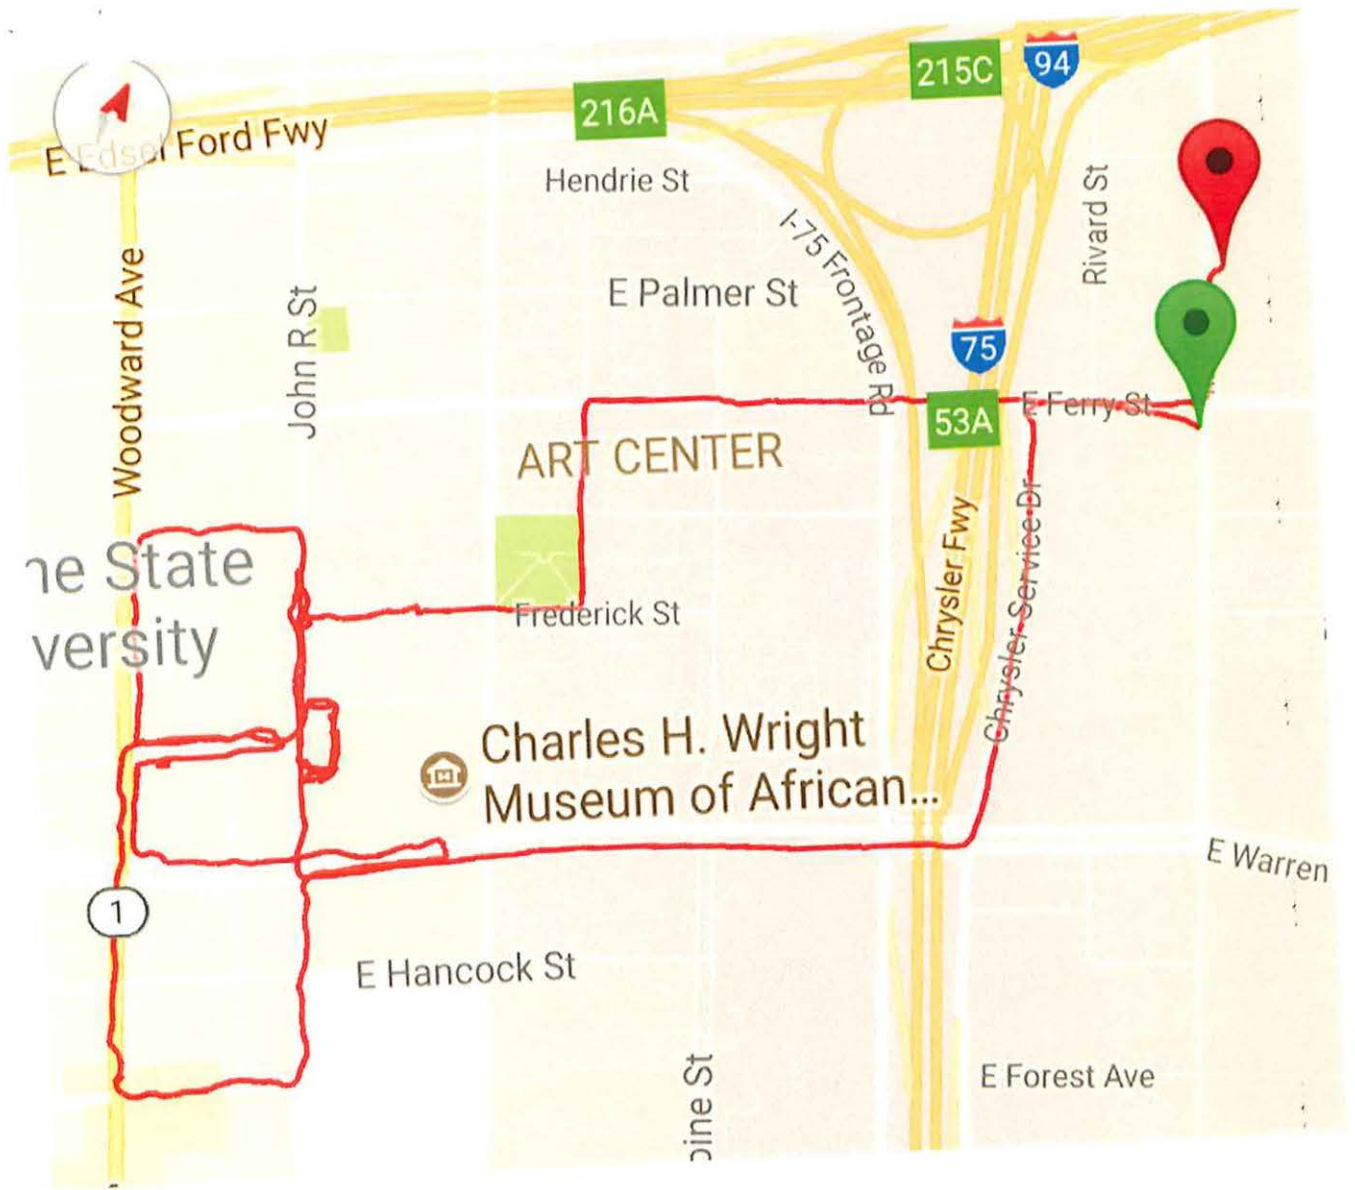 94
215C
216A
E Edsel Ford Fwy
Hendrie St
Rivard St
I-75 Frontage Rd
E Palmer St
Woodward Ave
John R St
75
E Ferry St
53A
ART CENTER
ne State
versity
Frederick St
Chrysler Fwy
Chrysler Service Dr
Charles H. Wright
Museum of African...
E Warren
1
E Hancock St
E Forest Ave
pine St